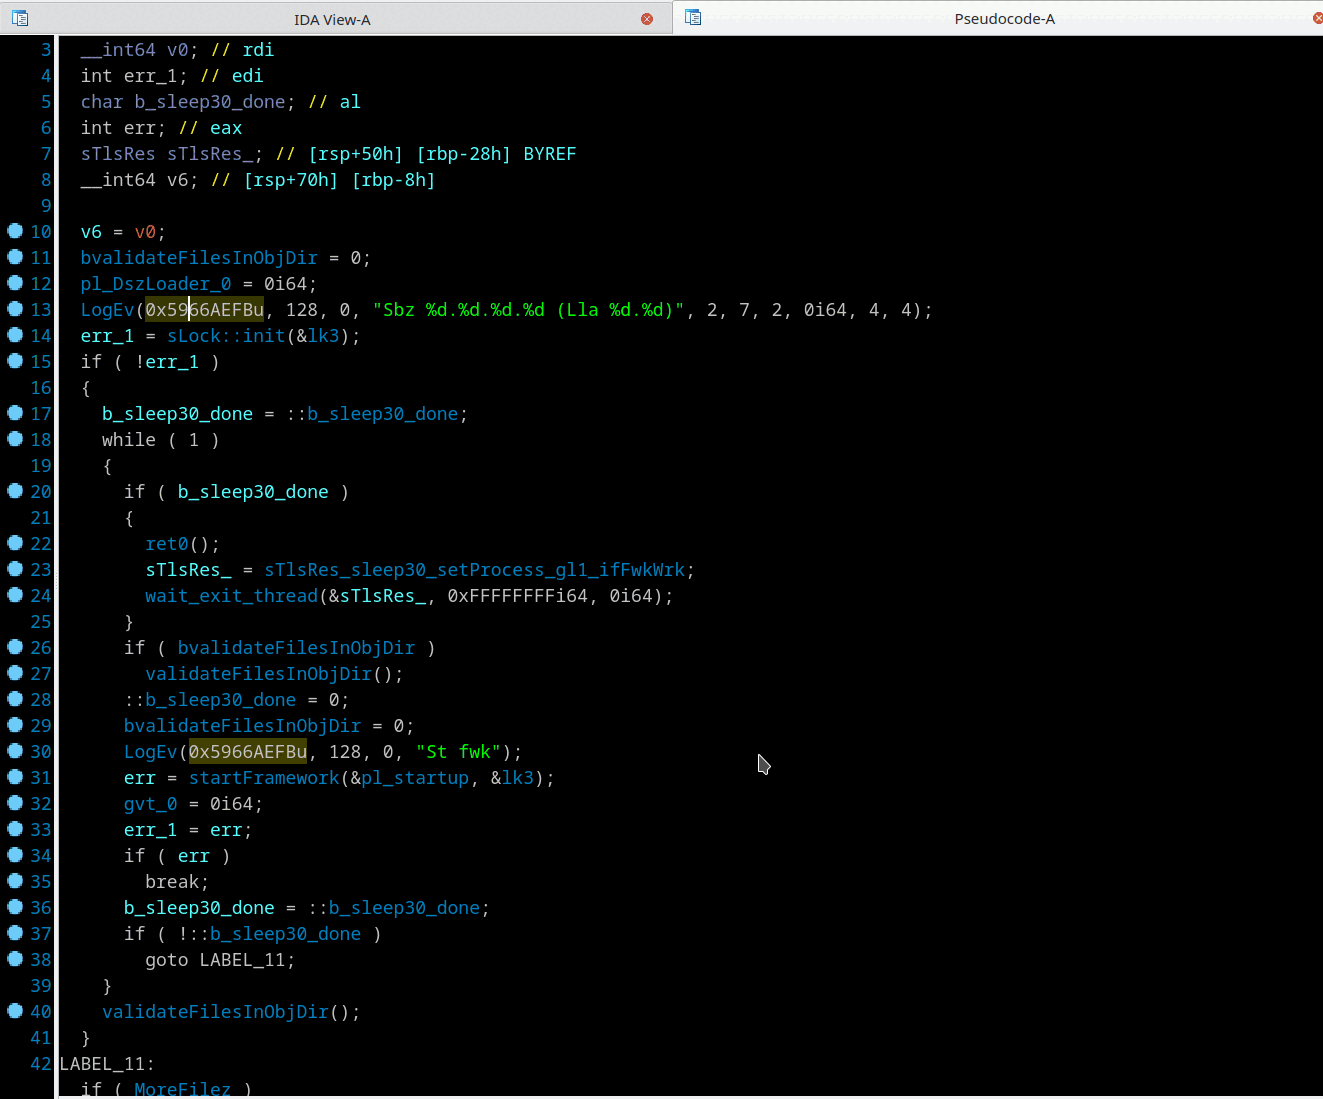 IDA View-A
Pseudocode-A
3 __int64 v0; // rdi
4 int err_1; // edi
5 char b_sleep30_done; // al
6 int err; // eax
7 sTlsRes sTlsRes_; // [rsp+50h] [rbp-28h] BYREF
8 __int64 v6; // [rsp+70h] [rbp-8h]
9
10 v6 = v0;
11 bvalidateFilesInObjDir = 0;
12 pl_DszLoader_0 = 0i64;
13 LogEv(0x5966AEFBu, 128, 0, "Sbz %d.%d.%d.%d (Lla %d.%d)", 2, 7, 2, 0i64, 4, 4);
14 err_1 = sLock::init(&lk3);
15 if ( !err_1 )
16 {
17 b_sleep30_done = ::b_sleep30_done;
18 while ( 1 )
19 {
20 if ( b_sleep30_done )
21 {
22 ret0();
23 sTlsRes_ = sTlsRes_sleep30_setProcess_gl1_ifFwkWrk;
24 wait_exit_thread(&sTlsRes_, 0xFFFFFFFFi64, 0i64);
25 }
26 if ( bvalidateFilesInObjDir )
27 validateFilesInObjDir();
28 ::b_sleep30_done = 0;
29 bvalidateFilesInObjDir = 0;
30 LogEv(0x5966AEFBu, 128, 0, "St fwk");
31 err = startFramework(&pl_startup, &lk3);
32 gvt_0 = 0i64;
33 err_1 = err;
34 if ( err )
35 break;
36 b_sleep30_done = ::b_sleep30_done;
37 if ( !::b_sleep30_done )
38 goto LABEL_11;
39 }
40 validateFilesInObjDir();
41 }
42 LABEL_11:
if ( MoreFilez )